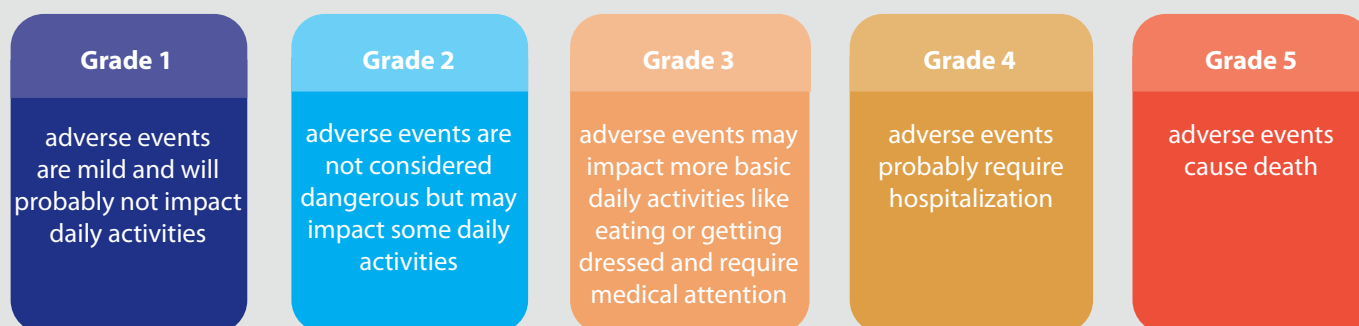 Grade 1
adverse events
are mild and will
probably not impact
daily activities
Grade 2
adverse events are
not considered
dangerous but may
impact some daily
activities
Grade 3
adverse events may
impact more basic
daily activities like
eating or getting
dressed and require
medical attention
Grade 4
adverse events
probably require
hospitalization
Grade 5
adverse events
cause death